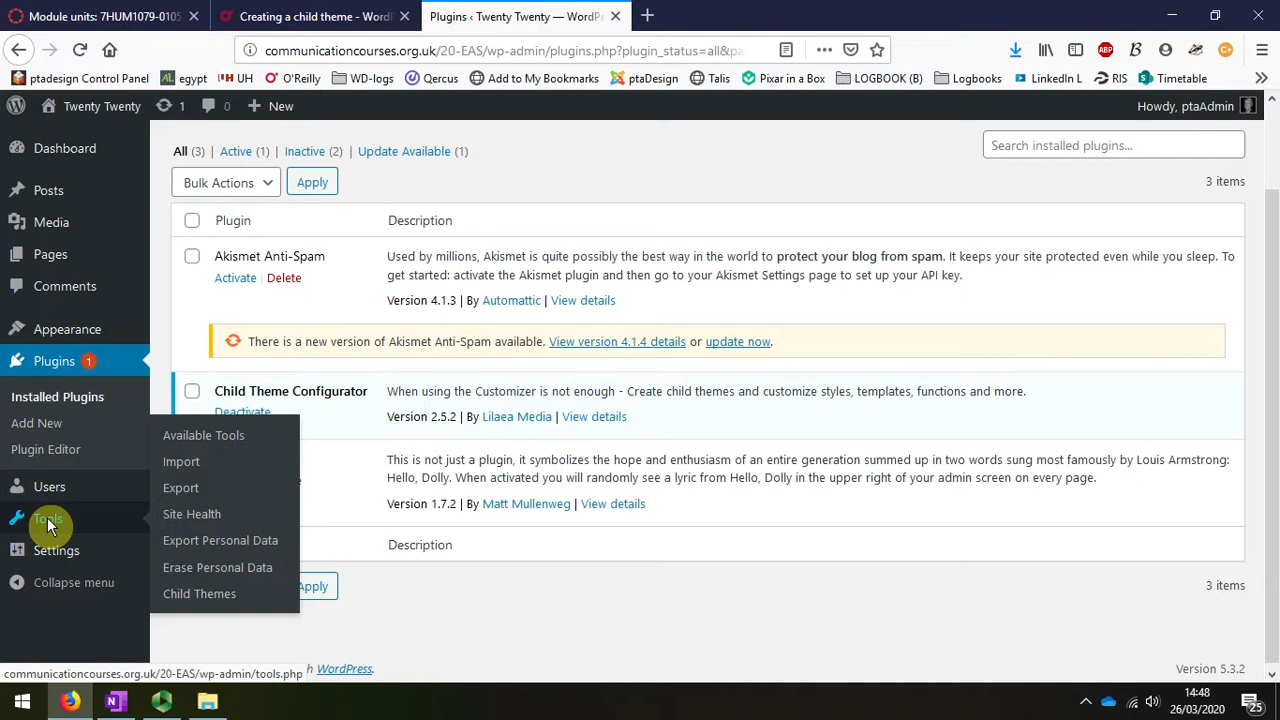 Module units: 7HUM1079-0105
Creating a child theme - WordP
Plugins ‹ Twenty Twenty — WordPr
communicationcourses.org.uk/20-EAS/wp-admin/plugins.php?plugin_status=all&pa
ptadesign Control Panel
egypt
UH
O'Reilly
WD-logs
Qercus
Add to My Bookmarks
ptaDesign
Talis
Pixar in a Box
LOGBOOK (B)
Logbooks
LinkedIn L
RIS
Timetable
Twenty Twenty
1
0
New
Howdy, ptaAdmin
Dashboard
Posts
Media
Pages
Comments
Appearance
Plugins 1
Installed Plugins
Add New
Plugin Editor
Users
Tools
Settings
Collapse menu
Available Tools
Import
Export
Site Health
Export Personal Data
Erase Personal Data
Child Themes
All (3) | Active (1) | Inactive (2) | Update Available (1)
Search installed plugins...
Bulk Actions
Apply
3 items
Plugin
Description
Akismet Anti-Spam
Activate | Delete
Used by millions, Akismet is quite possibly the best way in the world to protect your blog from spam. It keeps your site protected even while you sleep. To
get started: activate the Akismet plugin and then go to your Akismet Settings page to set up your API key.
Version 4.1.3 | By Automattic | View details
There is a new version of Akismet Anti-Spam available. View version 4.1.4 details or update now.
Child Theme Configurator
Deactivate
When using the Customizer is not enough - Create child themes and customize styles, templates, functions and more.
Version 2.5.2 | By Lilaea Media | View details
This is not just a plugin, it symbolizes the hope and enthusiasm of an entire generation summed up in two words sung most famously by Louis Armstrong:
Hello, Dolly. When activated you will randomly see a lyric from Hello, Dolly in the upper right of your admin screen on every page.
Version 1.7.2 | By Matt Mullenweg | View details
Description
Apply
3 items
WordPress.
Version 5.3.2
communicationcourses.org.uk/20-EAS/wp-admin/tools.php
14:48
26/03/2020
25